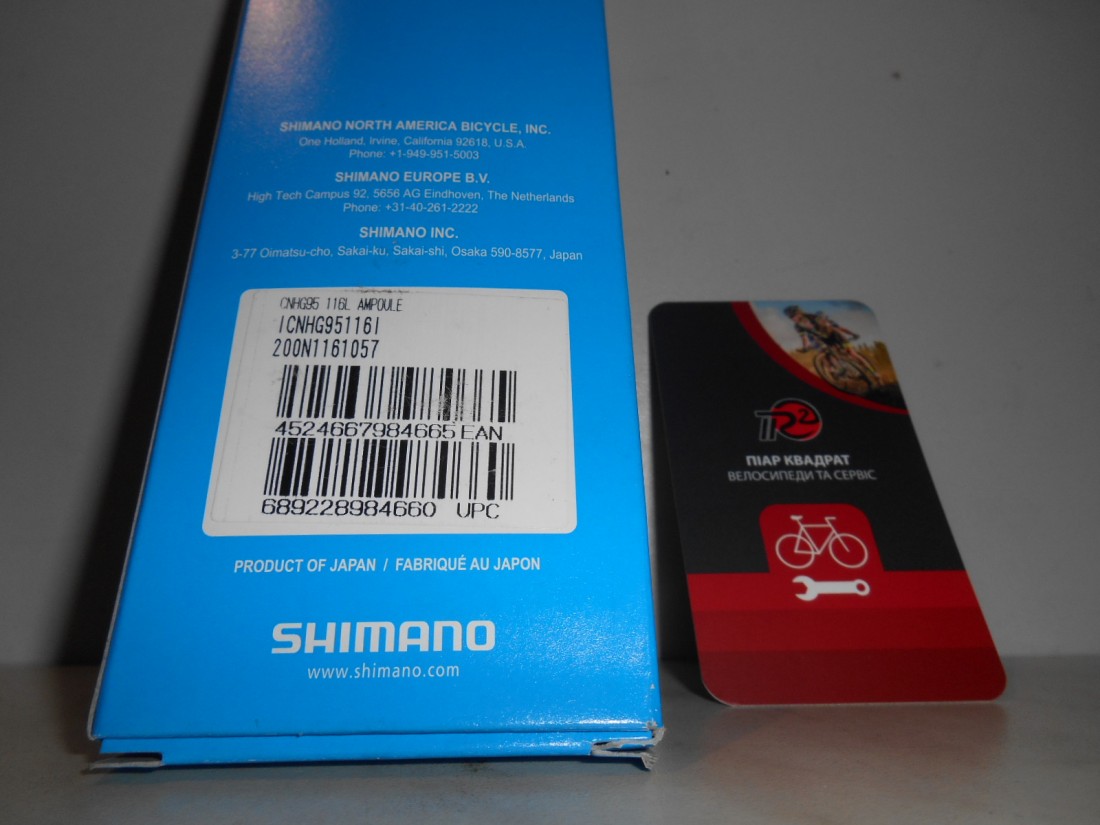 SHIMANO NORTH AMERICA BICYCLE, INC.
One Holland, Irvine, California 92618, U.S.A.
Phone: +1-949-951-5003
SHIMANO EUROPE B.V.
High Tech Campus 92, 5656 AG Eindhoven, The Netherlands
Phone: +31-40-261-2222
SHIMANO INC.
3-77 Oimatsu-cho, Sakai-ku, Sakai-shi, Osaka 590-8577, Japan
CNHG95 116L AMPOULE
ICNHG95116I
200N1161057
4524667984665 EAN
689228984660 UPC
PRODUCT OF JAPAN / FABRIQUÉ AU JAPON
SHIMANO
www.shimano.com
ПR2
ПІАР КВАДРАТ
ВЕЛОСИПЕДИ ТА СЕРВІС